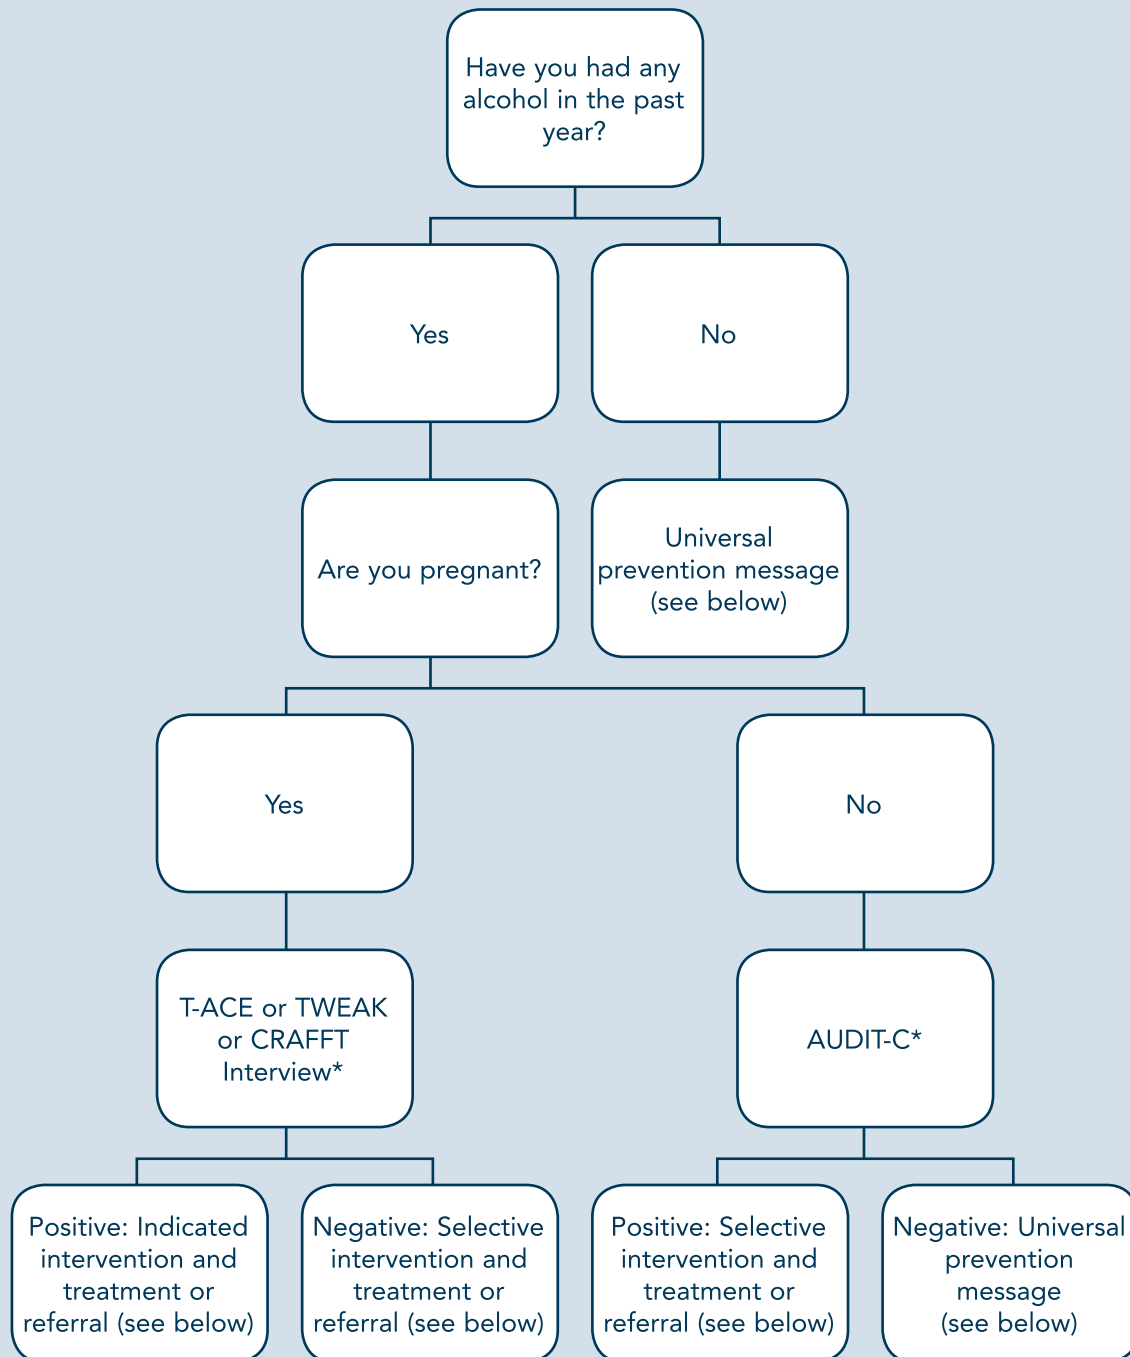 Have you had any
alcohol in the past
year?
Yes
No
Are you pregnant?
Universal
prevention message
(see below)
Yes
No
T-ACE or TWEAK
or CRAFFT
Interview*
AUDIT-C*
Positive: Indicated
intervention and
treatment or
referral (see below)
Negative: Selective
intervention and
treatment or
referral (see below)
Positive: Selective
intervention and
treatment or
referral (see below)
Negative: Universal
prevention
message
(see below)